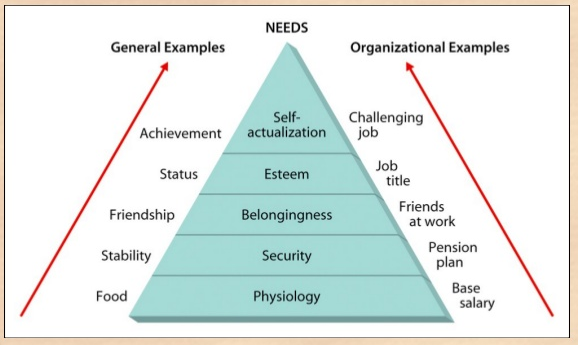 NEEDS
General Examples
Organizational Examples
Achievement
Self-
actualization
Challenging
job
Status
Esteem
Job
title
Friendship
Belongingness
Friends
at work
Stability
Security
Pension
plan
Food
Physiology
Base
salary